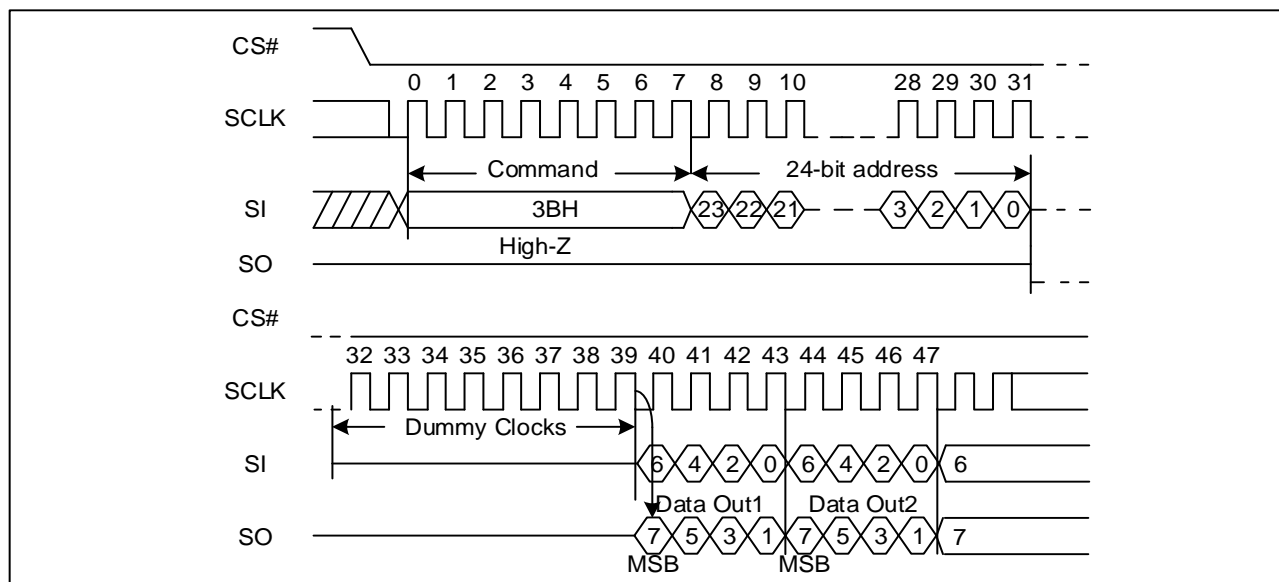 CS#
0 1 2 3 4 5 6 7 8 9 10 28 29 30 31
SCLK
Command 24-bit address
SI 3BH 23 22 21 3 2 1 0
High-Z
SO
CS#
32 33 34 35 36 37 38 39 40 41 42 43 44 45 46 47
SCLK
Dummy Clocks
SI 6 4 2 0 6 4 2 0 6
Data Out1 Data Out2
SO 7 5 3 1 7 5 3 1 7
MSB MSB